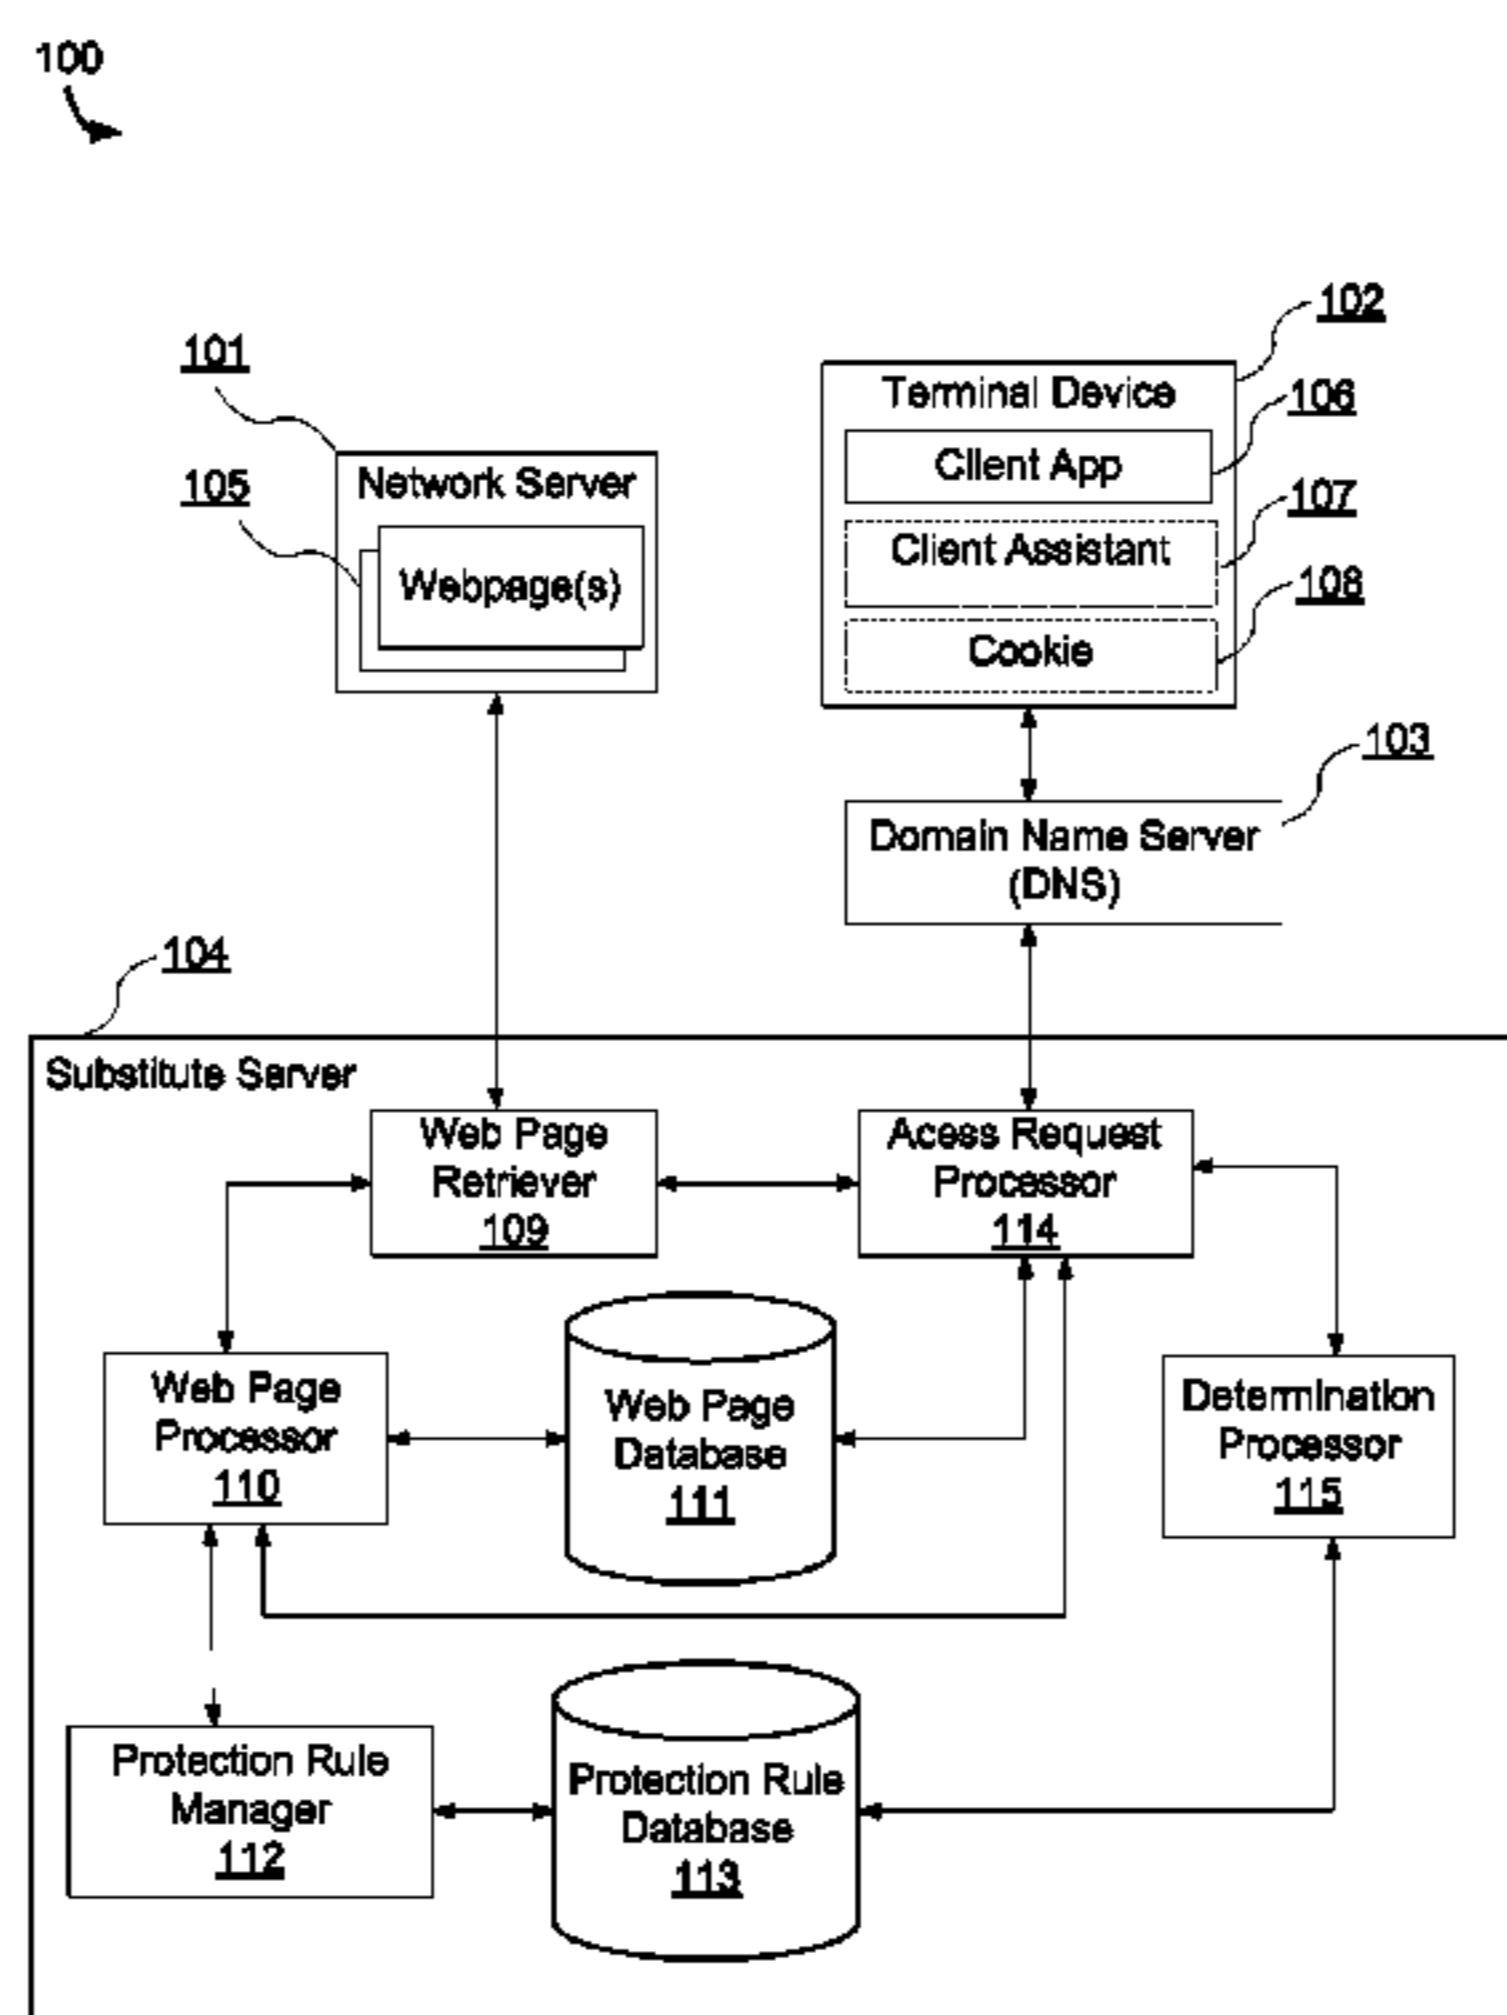 100
101
102
Terminal Device
106
Client App
Network Server
105
107
Client Assistant
Webpage(s)
108
Cookie
103
Domain Name Server
(DNS)
104
Substitute Server
Web Page
Retriever
109
Acess Request
Processor
114
Web Page
Processor
110
Web Page
Database
111
Determination
Processor
115
Protection Rule
Manager
112
Protection Rule
Database
113